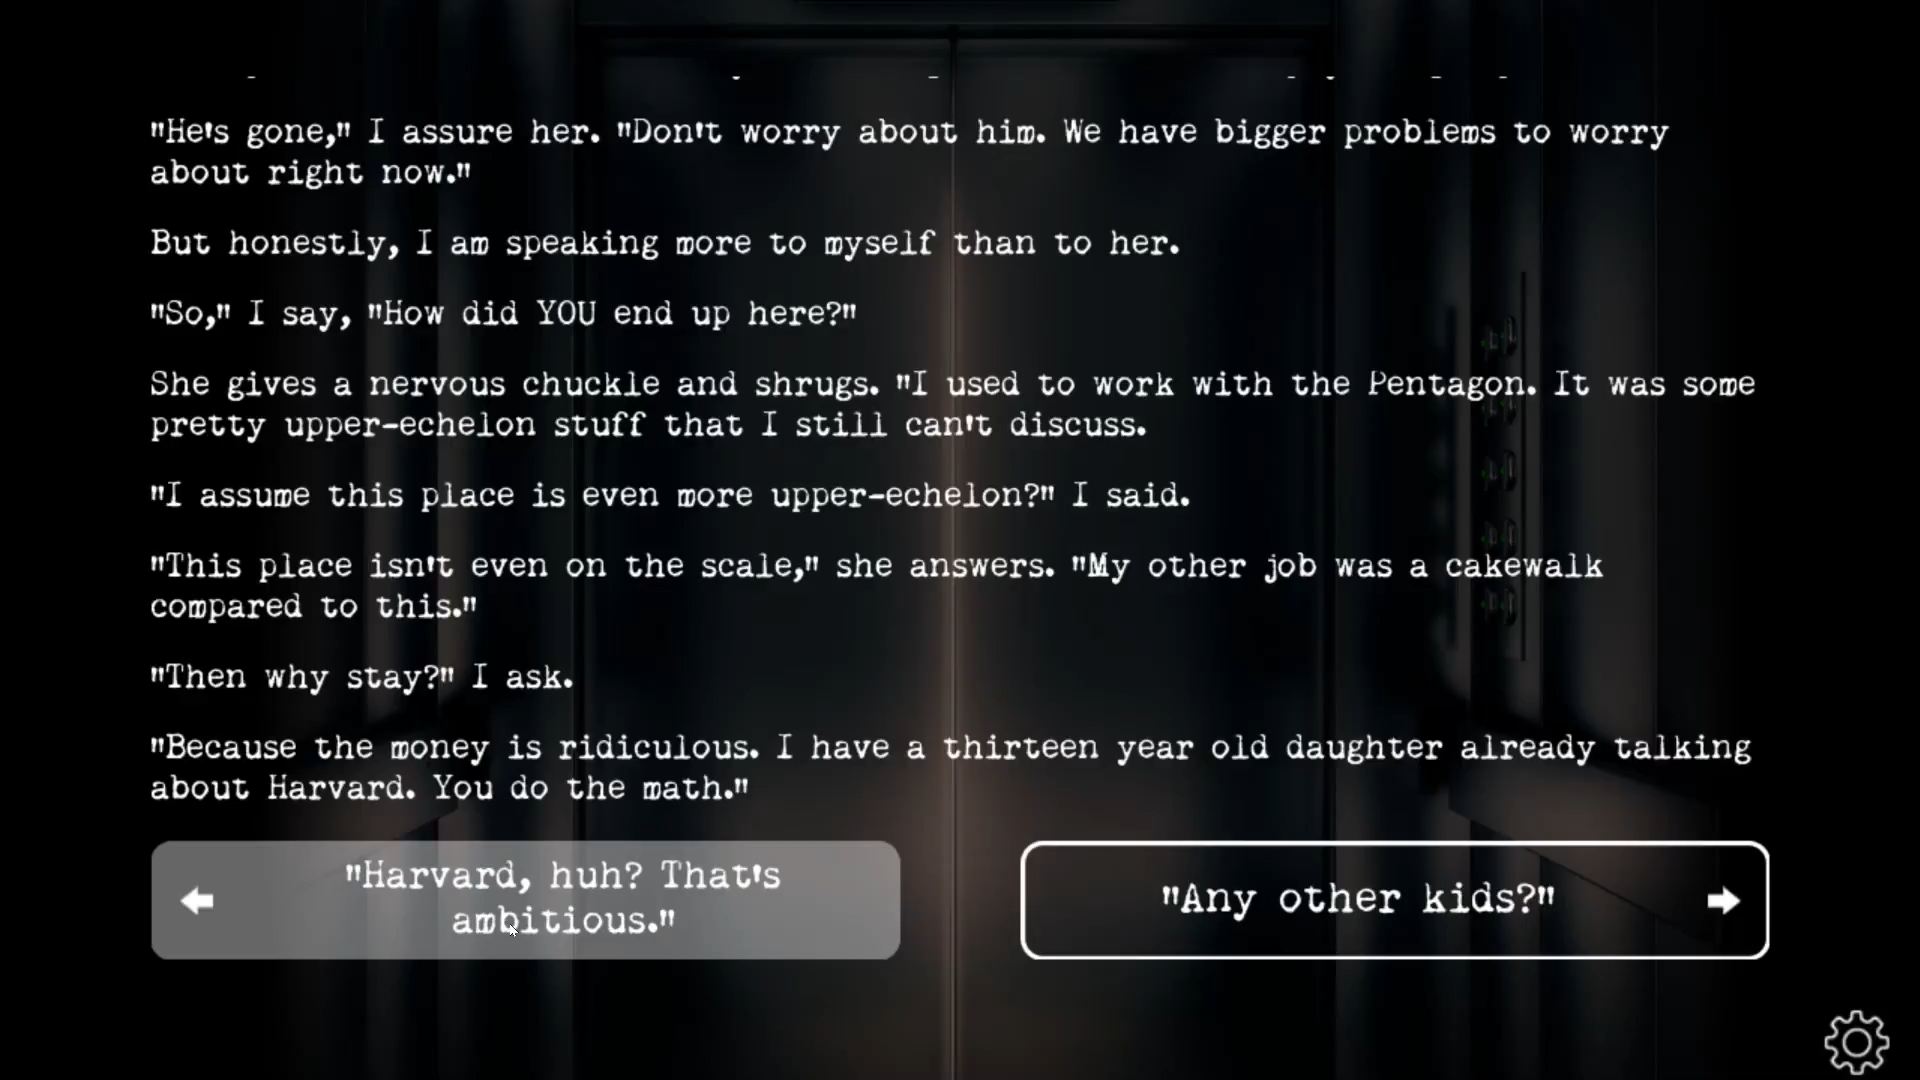 "He's gone," I assure her. "Don't worry about him. We have bigger problems to worry
about right now."
But honestly, I am speaking more to myself than to her.
"So," I say, "How did YOU end up here?"
She gives a nervous chuckle and shrugs. "I used to work with the Pentagon. It was some
pretty upper-echelon stuff that I still can't discuss.
"I assume this place is even more upper-echelon?" I said.
"This place isn't even on the scale," she answers. "My other job was a cakewalk
compared to this."
"Then why stay?" I ask.
"Because the money is ridiculous. I have a thirteen year old daughter already talking
about Harvard. You do the math."
"Harvard, huh? That's
ambitious."
"Any other kids?"